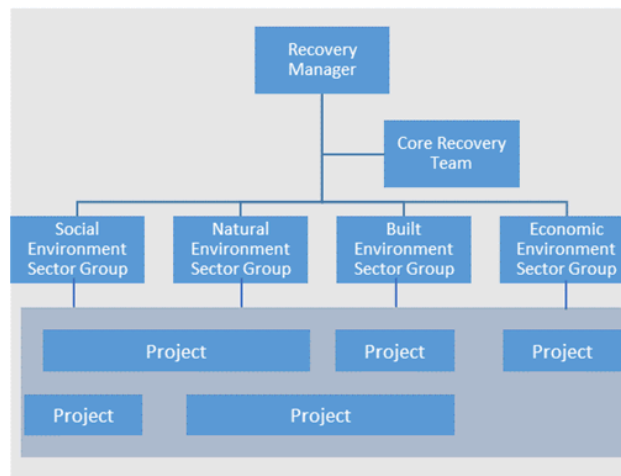 Recovery
Manager
Core Recovery
Team
Social
Environment
Sector Group
Natural
Environment
Sector Group
Built
Environment
Sector Group
Economic
Environment
Sector Group
Project
Project
Project
Project
Project